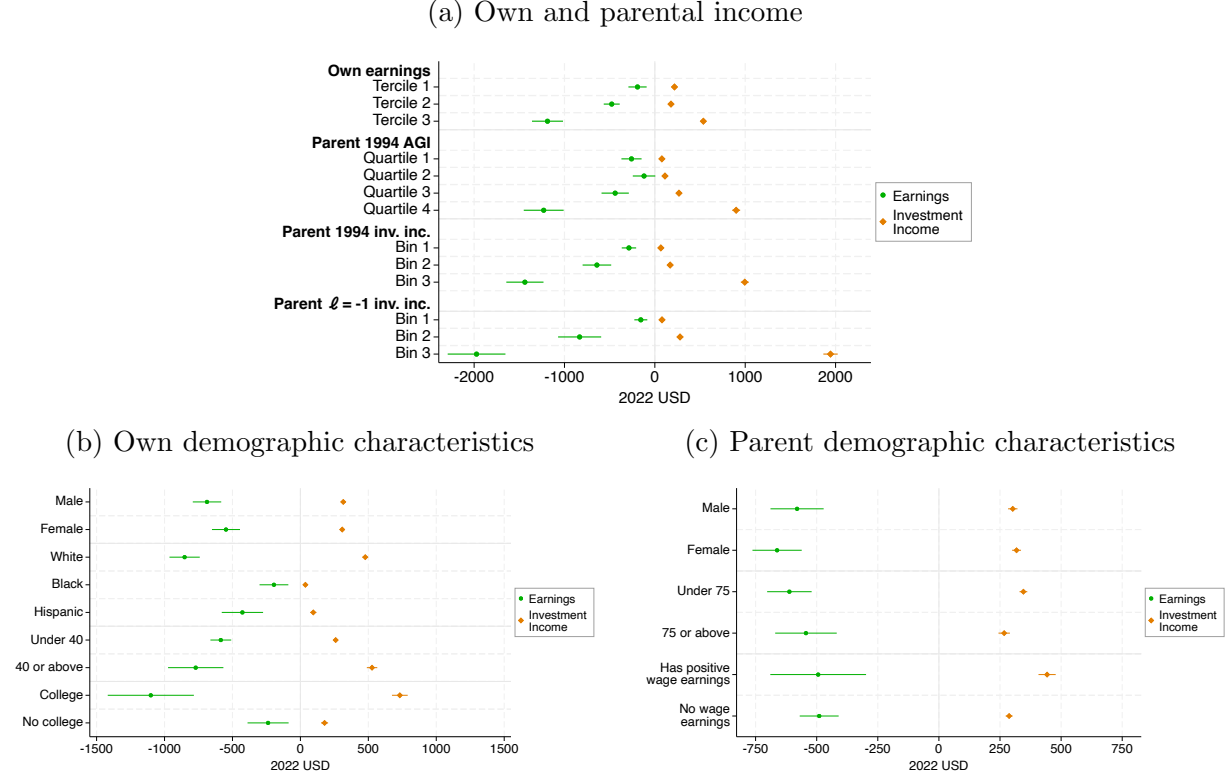 (a) Own and parental income
Own earnings
Tercile 1
Tercile 2
Tercile 3
Parent 1994 AGI
Quartile 1
Quartile 2
Quartile 3
Quartile 4
Parent 1994 inv. inc.
Bin 1
Bin 2
Bin 3
Parent ℓ = -1 inv. inc.
Bin 1
Bin 2
Bin 3
-2000 -1000 0 1000 2000
2022 USD
Earnings
Investment
Income
(b) Own demographic characteristics
Male
Female
White
Black
Hispanic
Under 40
40 or above
College
No college
-1500 -1000 -500 0 500 1000 1500
2022 USD
Earnings
Investment
Income
(c) Parent demographic characteristics
Male
Female
Under 75
75 or above
Has positive
wage earnings
No wage
earnings
-750 -500 -250 0 250 500 750
2022 USD
Earnings
Investment
Income